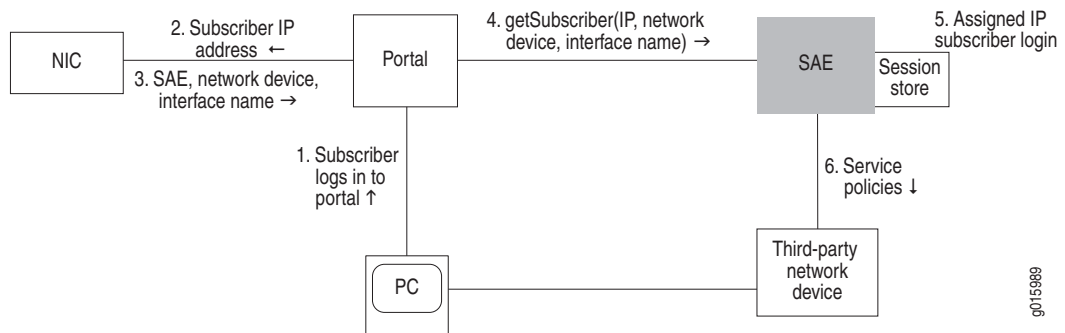 2. Subscriber IP
address ←
NIC
3. SAE, network device,
interface name →
Portal
4. getSubscriber(IP, network
device, interface name) →
SAE
Session
store
5. Assigned IP
subscriber login
1. Subscriber
logs in to
portal ↑
6. Service
policies ↓
PC
Third-party
network
device
g015989